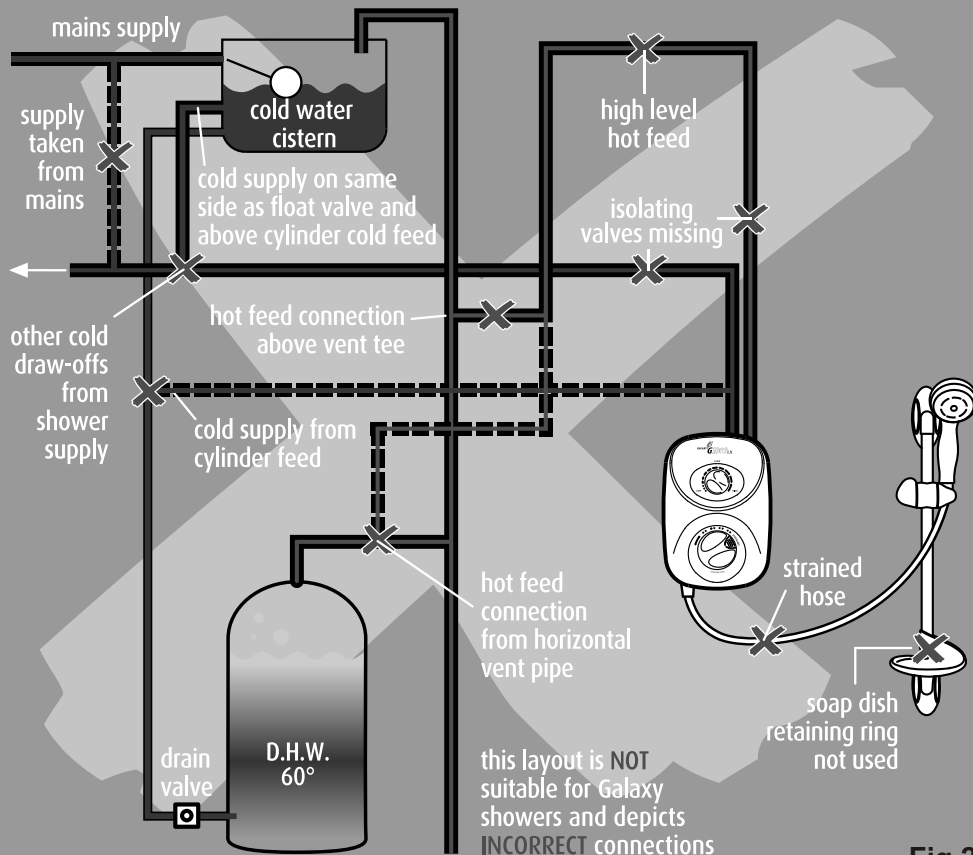 mains supply
supply
taken
from
mains
cold water
cistern
cold supply on same
side as float valve and
above cylinder cold feed
high level
hot feed
isolating
valves missing
other cold
draw-offs
from
shower
supply
hot feed connection
above vent tee
cold supply from
cylinder feed
hot feed
connection
from horizontal
vent pipe
strained
hose
soap dish
retaining ring
not used
drain
valve
D.H.W.
60°
this layout is NOT
suitable for Galaxy
showers and depicts
INCORRECT connections